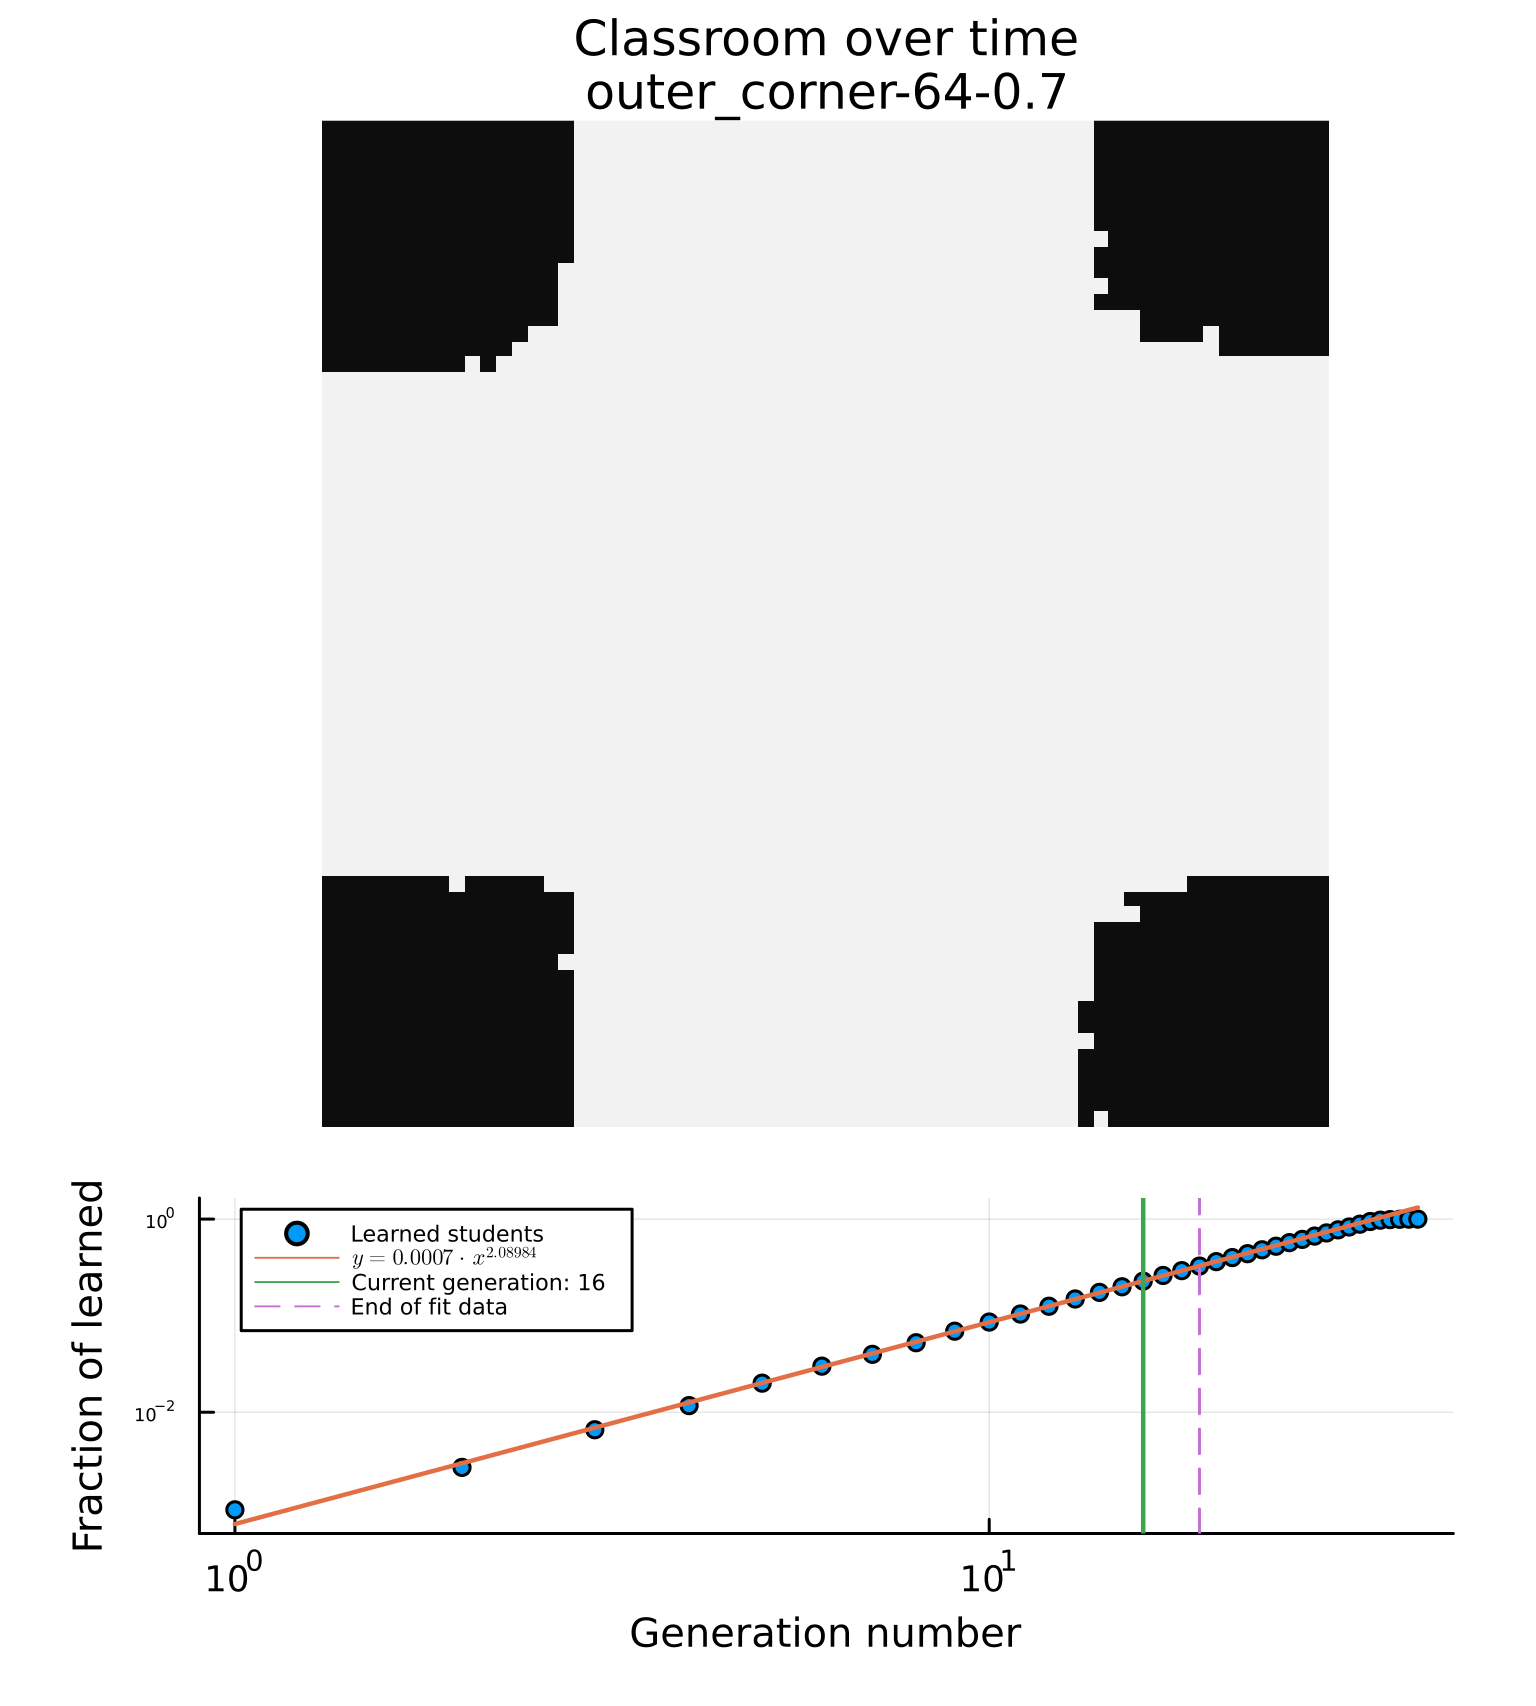 Classroom over time
outer_corner-64-0.7
Fraction of learned
10^0
10^{-2}
Learned students
y = 0.0007 · x^{2.08984}
Current generation: 16
End of fit data
10^0
10^1
Generation number